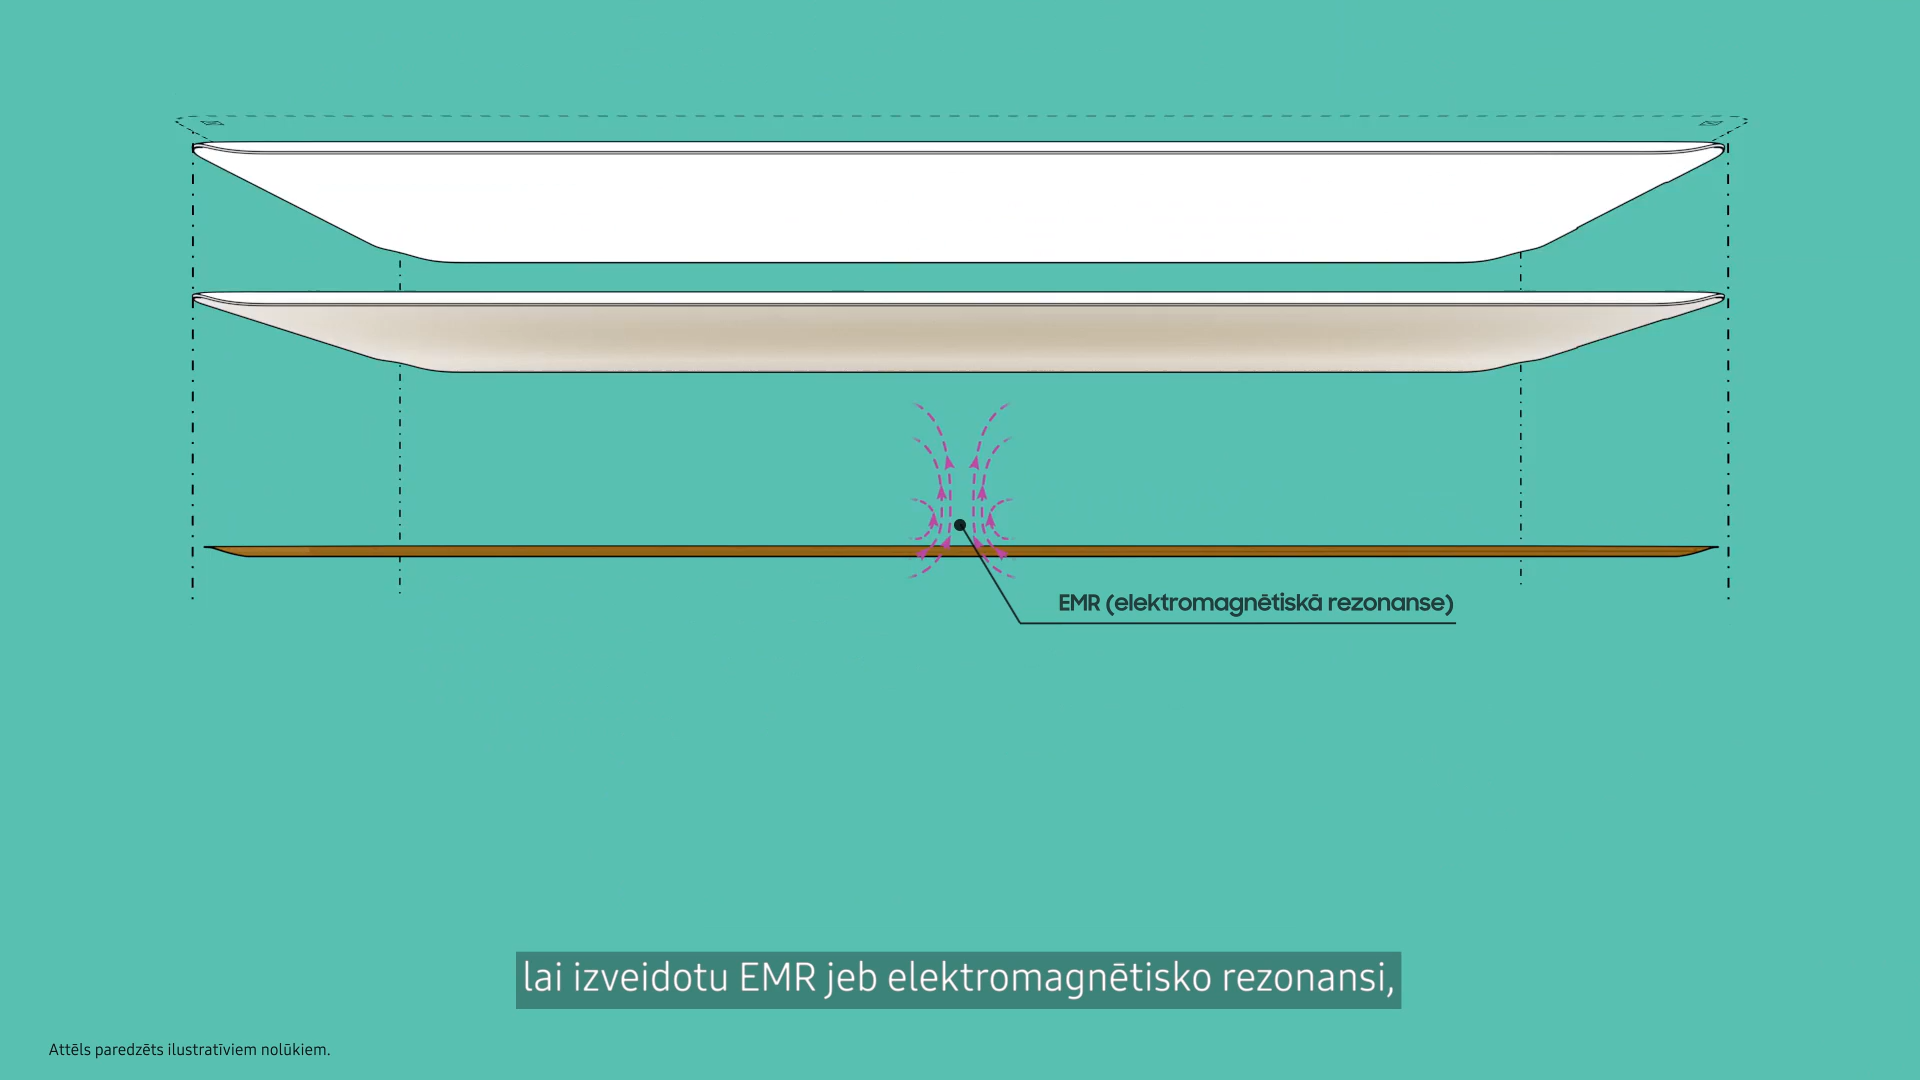 EMR (elektromagnētiskā rezonanse)
lai izveidotu EMR jeb elektromagnētisko rezonansi,
Attēls paredzēts ilustratīviem nolūkiem.